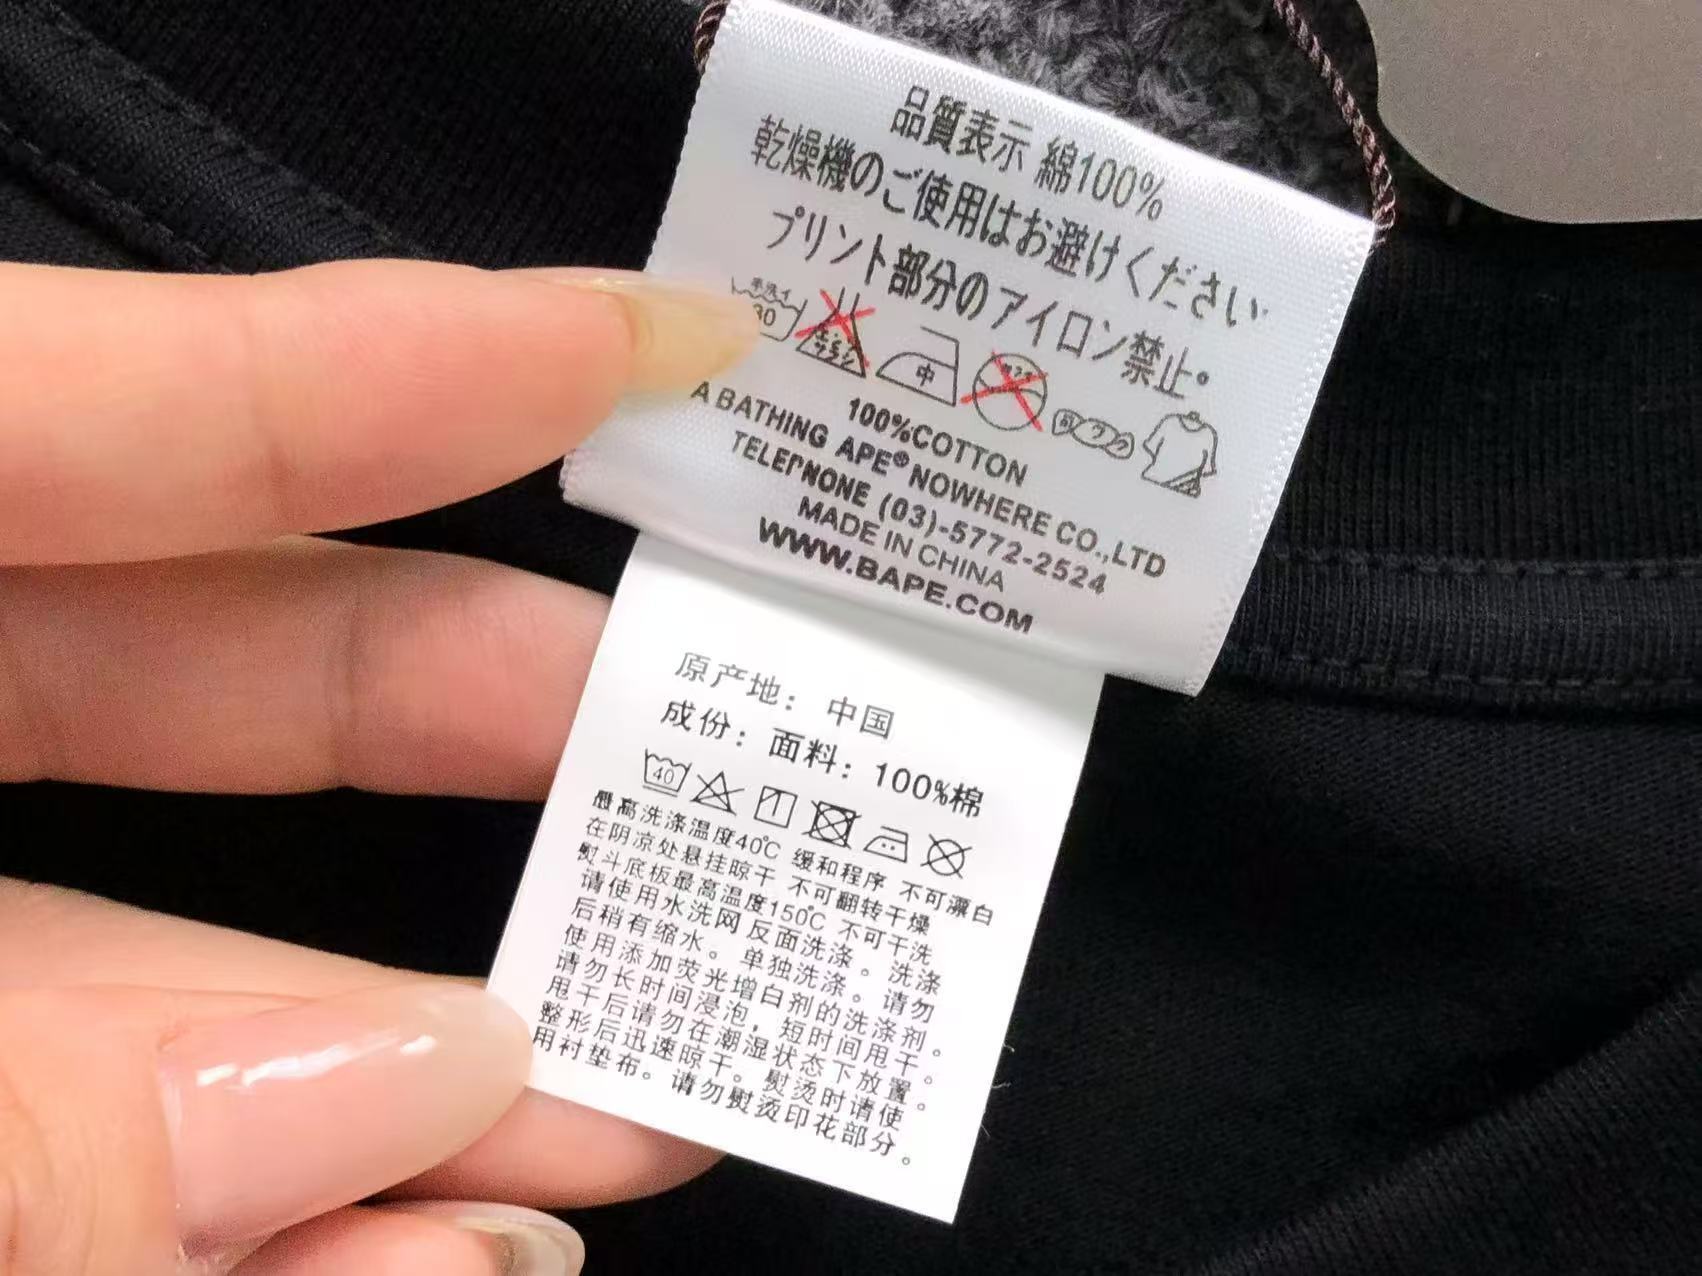 品質表示 綿100%
乾燥機のご使用はお避けください
プリント部分のアイロン禁止。
手洗イ
30
中
100%COTTON
A BATHING APE® NOWHERE CO.,LTD
TELEPHONE (03)-5772-2524
MADE IN CHINA
WWW.BAPE.COM
原产地：中国
成份：面料：100%棉
40
最高洗涤温度40℃ 缓和程序 不可漂白
在阴凉处悬挂晾干 不可翻转干燥
熨斗底板最高温度150℃ 不可干洗
请使用水洗网反面洗涤。洗涤
后稍有缩水。单独洗涤。请勿
使用添加荧光增白剂的洗涤剂。
请勿长时间浸泡，短时间甩干。
甩干后请勿在潮湿状态下放置。
整形后迅速晾干。熨烫时请使
用衬垫布。请勿熨烫印花部分。